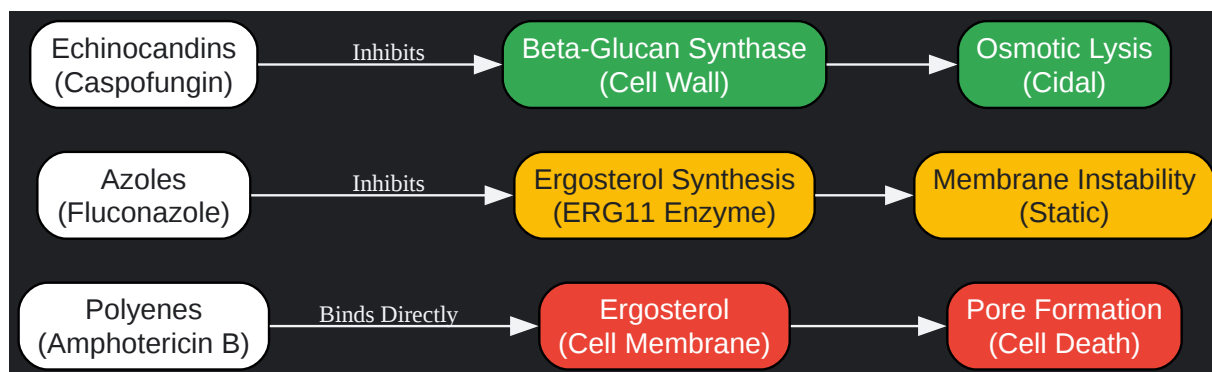 Echinocandins
(Caspofungin)
Inhibits
Beta-Glucan Synthase
(Cell Wall)
Osmotic Lysis
(Cidal)
Azoles
(Fluconazole)
Inhibits
Ergosterol Synthesis
(ERG11 Enzyme)
Membrane Instability
(Static)
Polyenes
(Amphotericin B)
Binds Directly
Ergosterol
(Cell Membrane)
Pore Formation
(Cell Death)